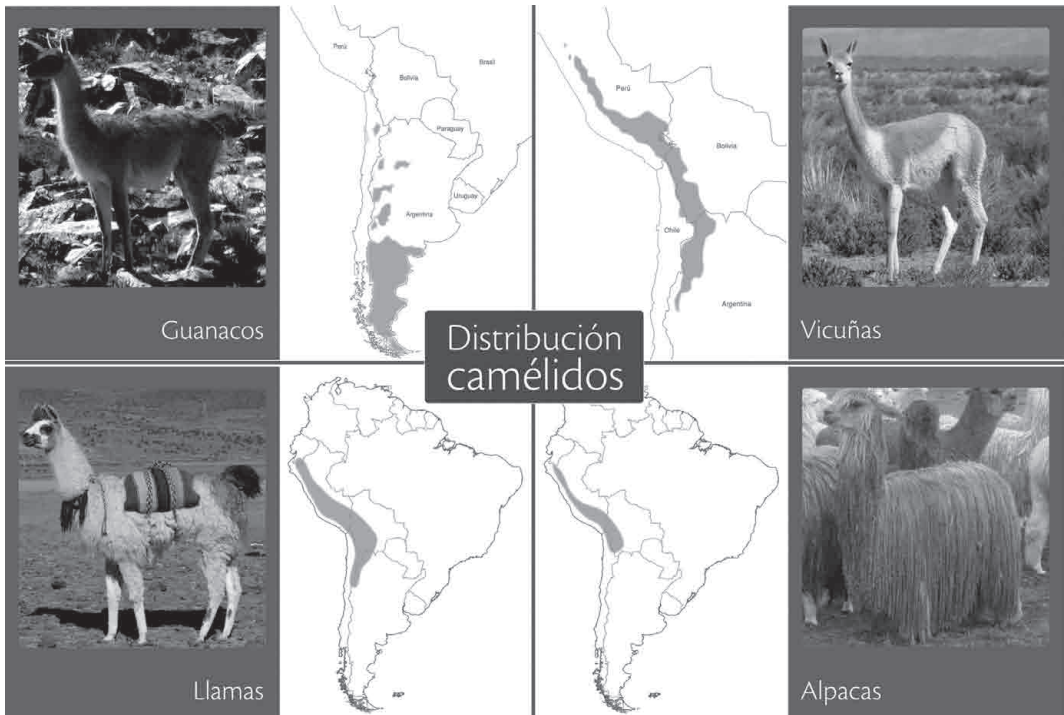 Perú
Bolivia
Brasil
Paraguay
Uruguay
Argentina
Guanacos
Perú
Bolivia
Chile
Argentina
Vicuñas
Distribución
camélidos
Llamas
Alpacas